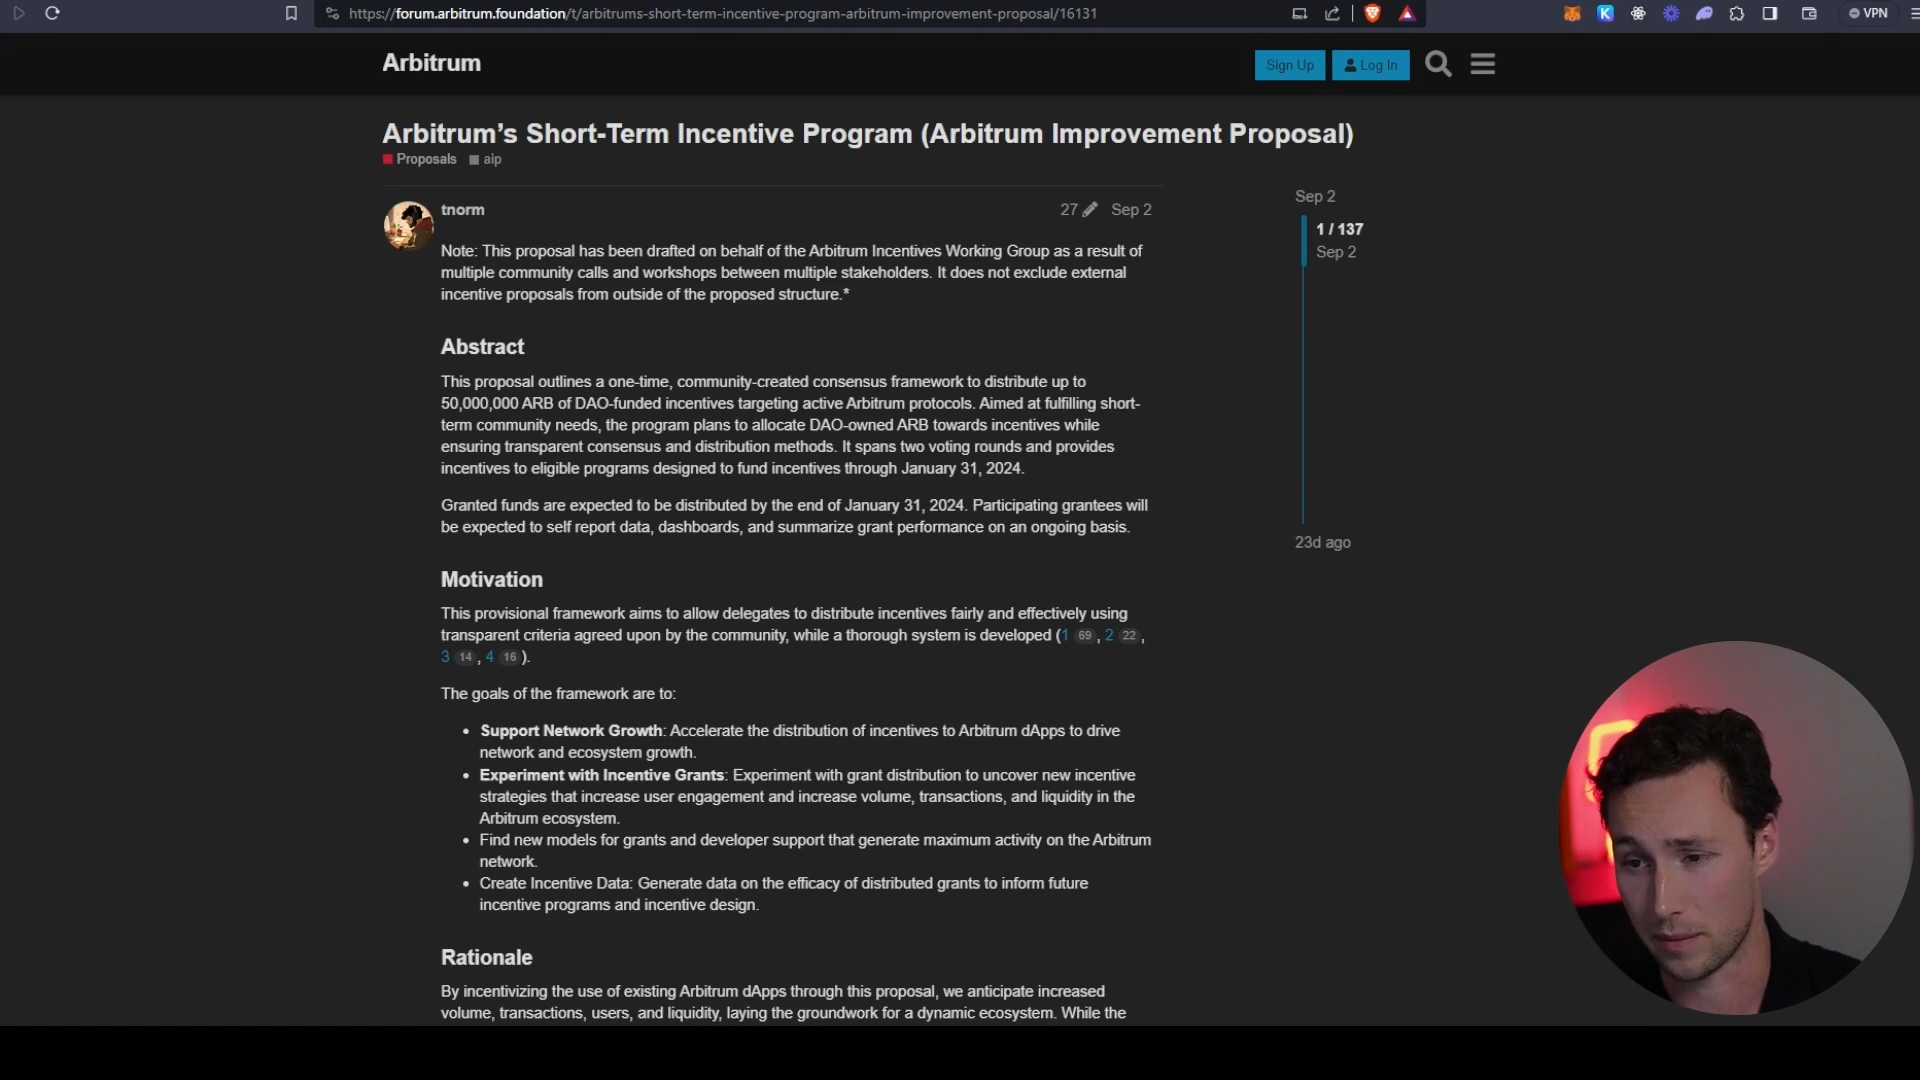 https://forum.arbitrum.foundation/t/arbitrums-short-term-incentive-program-arbitrum-improvement-proposal/16131
VPN
Arbitrum
Sign Up
Log In
Arbitrum’s Short-Term Incentive Program (Arbitrum Improvement Proposal)
Proposals aip
tnorm
27 Sep 2
Note: This proposal has been drafted on behalf of the Arbitrum Incentives Working Group as a result of
multiple community calls and workshops between multiple stakeholders. It does not exclude external
incentive proposals from outside of the proposed structure.*
Abstract
This proposal outlines a one-time, community-created consensus framework to distribute up to
50,000,000 ARB of DAO-funded incentives targeting active Arbitrum protocols. Aimed at fulfilling short-
term community needs, the program plans to allocate DAO-owned ARB towards incentives while
ensuring transparent consensus and distribution methods. It spans two voting rounds and provides
incentives to eligible programs designed to fund incentives through January 31, 2024.
Granted funds are expected to be distributed by the end of January 31, 2024. Participating grantees will
be expected to self report data, dashboards, and summarize grant performance on an ongoing basis.
Motivation
This provisional framework aims to allow delegates to distribute incentives fairly and effectively using
transparent criteria agreed upon by the community, while a thorough system is developed (1 69, 2 22,
3 14, 4 16).
The goals of the framework are to:
• Support Network Growth: Accelerate the distribution of incentives to Arbitrum dApps to drive
network and ecosystem growth.
• Experiment with Incentive Grants: Experiment with grant distribution to uncover new incentive
strategies that increase user engagement and increase volume, transactions, and liquidity in the
Arbitrum ecosystem.
• Find new models for grants and developer support that generate maximum activity on the Arbitrum
network.
• Create Incentive Data: Generate data on the efficacy of distributed grants to inform future
incentive programs and incentive design.
Rationale
By incentivizing the use of existing Arbitrum dApps through this proposal, we anticipate increased
volume, transactions, users, and liquidity, laying the groundwork for a dynamic ecosystem. While the
Sep 2
1 / 137
Sep 2
23d ago